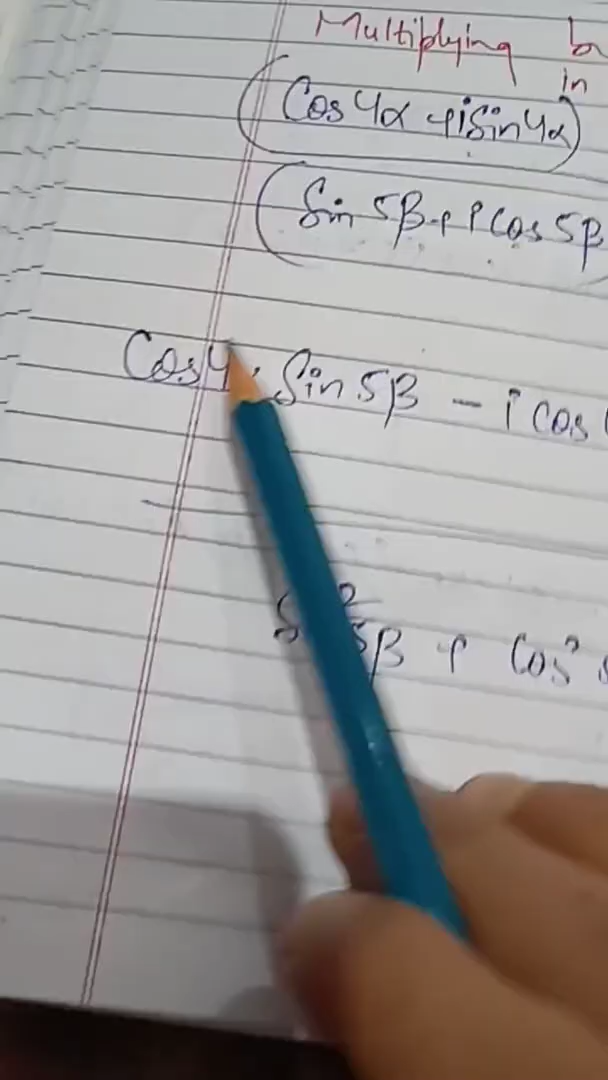 Multiplying
in
(Cos 4α + i Sin 4α)
(Sin 5β + i cos 5β
Cos 4 . Sin 5β - i cos
5β + Cos²